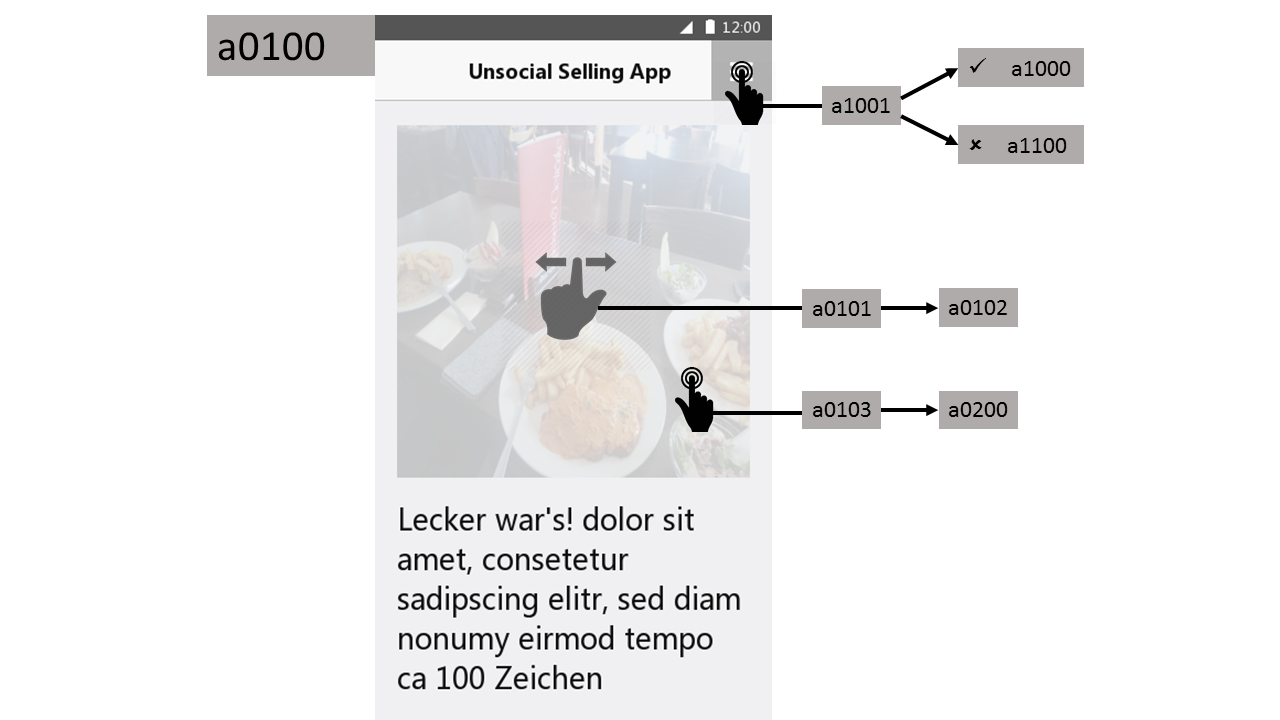 a0100
12:00
Unsocial Selling App
a1001
✓ a1000
✘ a1100
a0101
a0102
a0103
a0200
Lecker war's! dolor sit
amet, consetetur
sadipscing elitr, sed diam
nonumy eirmod tempo
ca 100 Zeichen